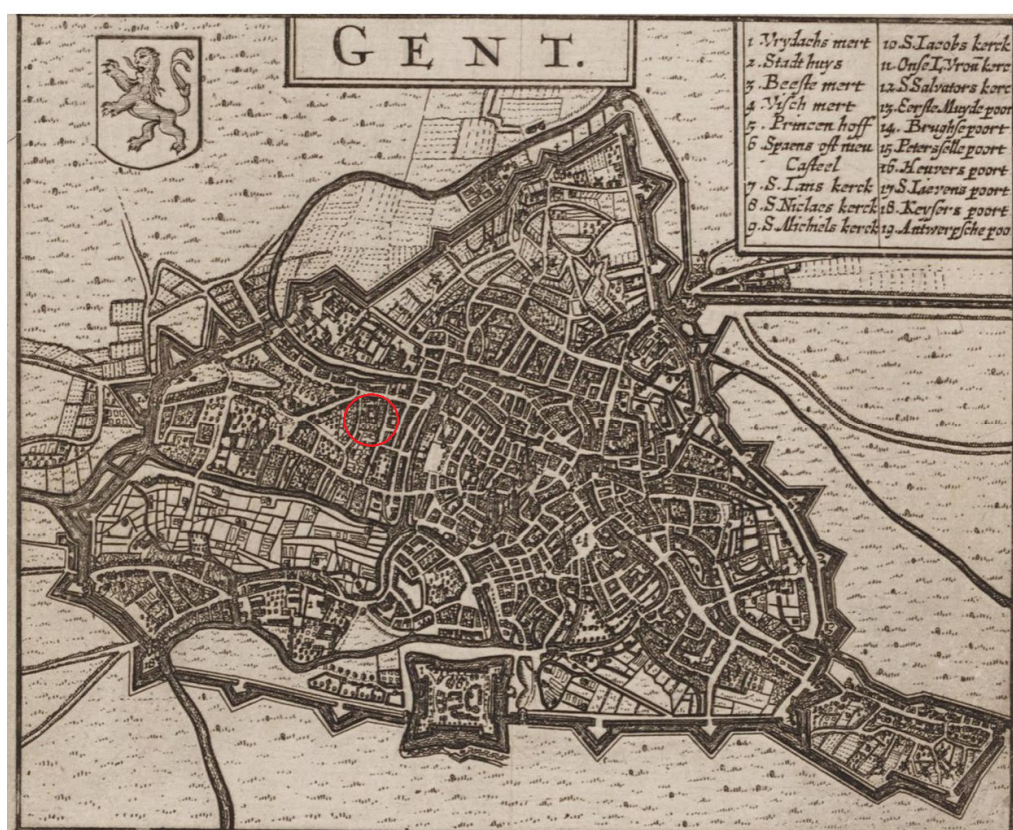 GENT.
1 Vrydachs mert
2. Stadt huys
3. Beeste mert
4. Visch mert
5. Princen hoff
6 Spaens oft nieu
Casteel
7. S. Ians kerck
8. S. Niclaes kerck
9. S. Michiels kerck
10. S. Iacobs kerck
11. Onse L. Vrou kerc
12. S. Salvators kerc
13. Eerste Muyde poor
14. Brughse poort
15. Peterselle poort
16. Heuvers poort
17. S. Lievens poort
18. Keysers poort
19. Antwerpsche poo